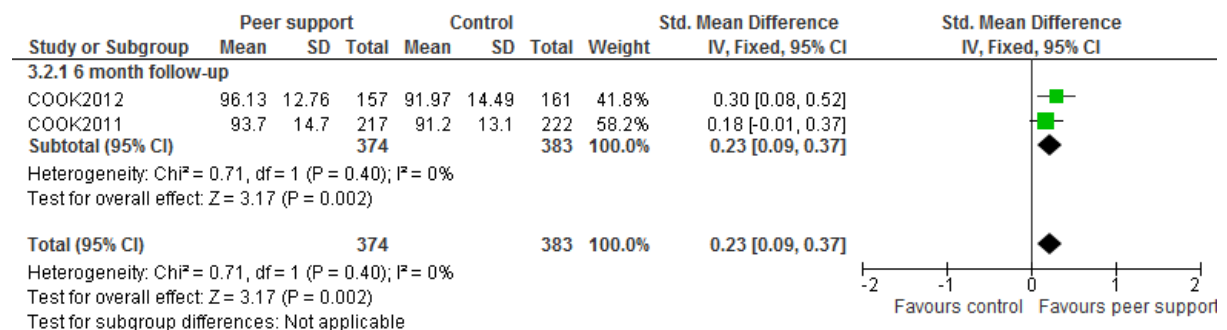 Peer support Control Std. Mean Difference Std. Mean Difference
Study or Subgroup Mean SD Total Mean SD Total Weight IV, Fixed, 95% CI IV, Fixed, 95% CI
3.2.1 6 month follow-up
COOK2012 96.13 12.76 157 91.97 14.49 161 41.8% 0.30 [0.08, 0.52]
COOK2011 93.7 14.7 217 91.2 13.1 222 58.2% 0.18 [-0.01, 0.37]
Subtotal (95% CI) 374 383 100.0% 0.23 [0.09, 0.37]
Heterogeneity: Chi² = 0.71, df = 1 (P = 0.40); I² = 0%
Test for overall effect: Z = 3.17 (P = 0.002)
Total (95% CI) 374 383 100.0% 0.23 [0.09, 0.37]
Heterogeneity: Chi² = 0.71, df = 1 (P = 0.40); I² = 0%
Test for overall effect: Z = 3.17 (P = 0.002)
Test for subgroup differences: Not applicable
-2 -1 0 1 2
Favours control Favours peer support